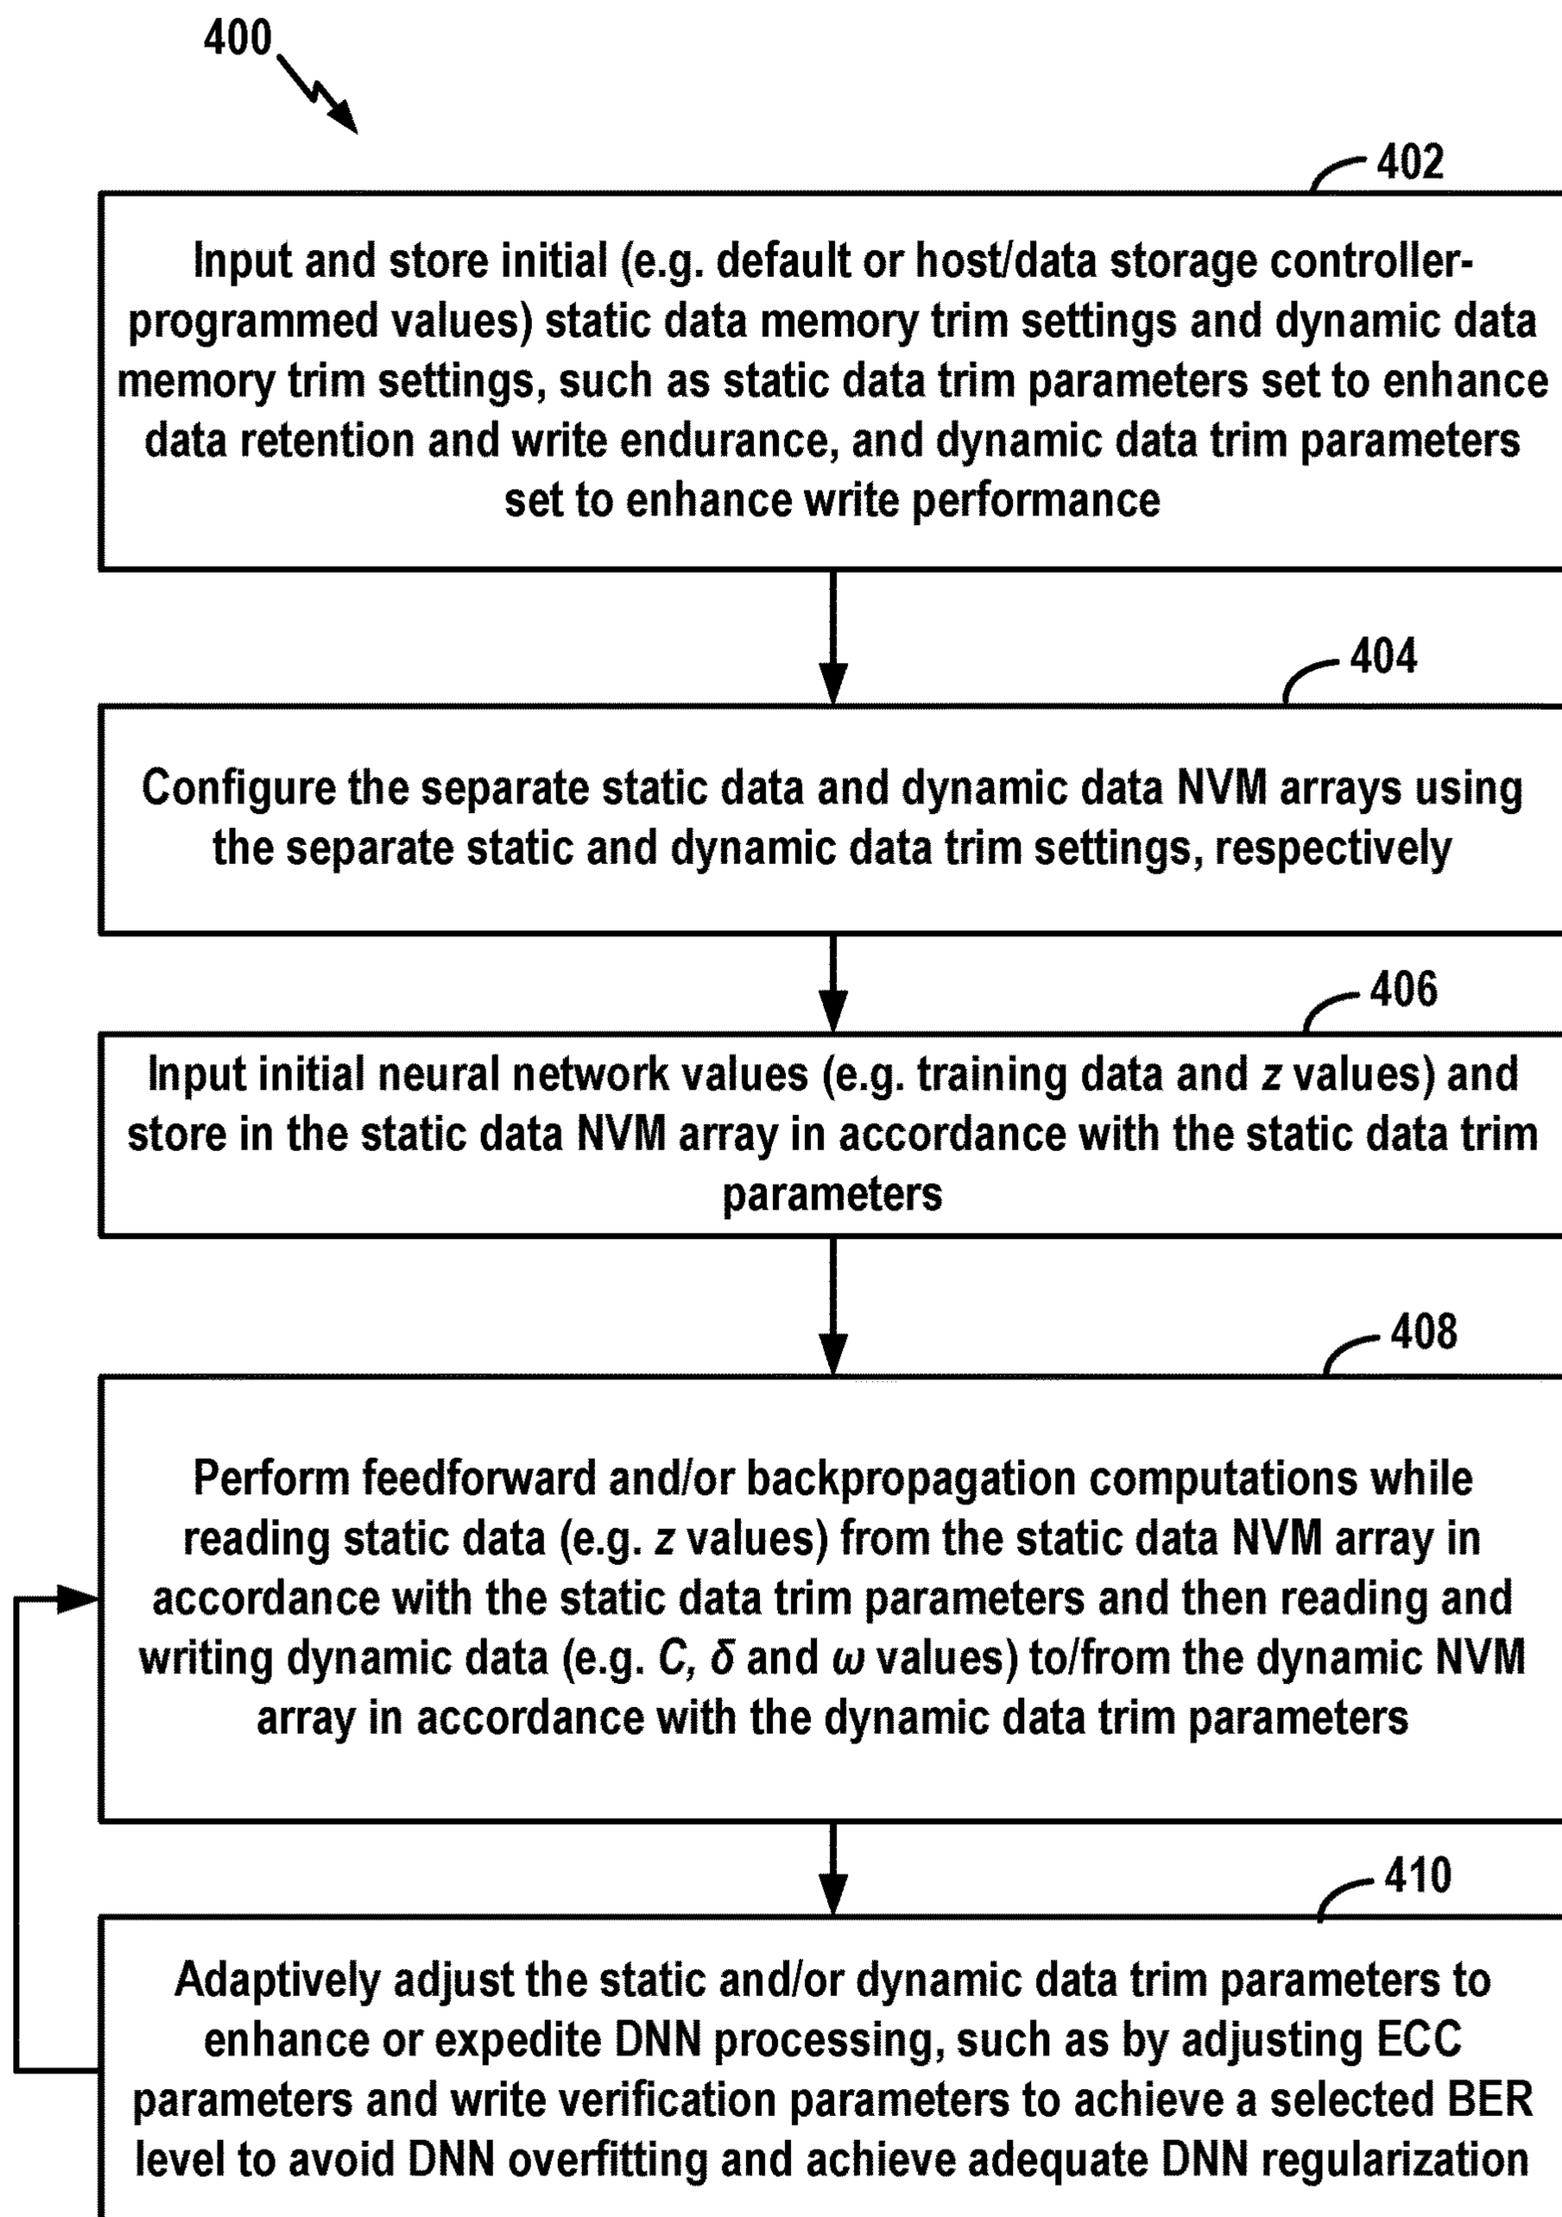 400
402
Input and store initial (e.g. default or host/data storage controller-
programmed values) static data memory trim settings and dynamic data
memory trim settings, such as static data trim parameters set to enhance
data retention and write endurance, and dynamic data trim parameters
set to enhance write performance
404
Configure the separate static data and dynamic data NVM arrays using
the separate static and dynamic data trim settings, respectively
406
Input initial neural network values (e.g. training data and z values) and
store in the static data NVM array in accordance with the static data trim
parameters
408
Perform feedforward and/or backpropagation computations while
reading static data (e.g. z values) from the static data NVM array in
accordance with the static data trim parameters and then reading and
writing dynamic data (e.g. C, δ and ω values) to/from the dynamic NVM
array in accordance with the dynamic data trim parameters
410
Adaptively adjust the static and/or dynamic data trim parameters to
enhance or expedite DNN processing, such as by adjusting ECC
parameters and write verification parameters to achieve a selected BER
level to avoid DNN overfitting and achieve adequate DNN regularization